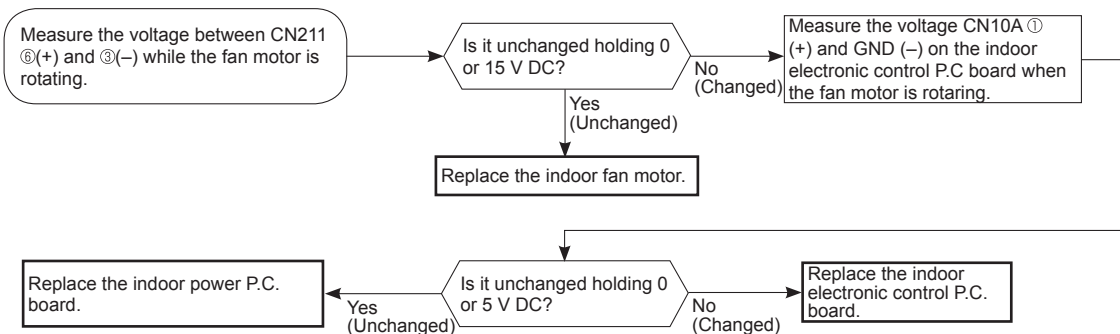 Measure the voltage between CN211
⑥(+) and ③(–) while the fan motor is
rotating.
Is it unchanged holding 0
or 15 V DC?
No
(Changed)
Measure the voltage CN10A ①
(+) and GND (–) on the indoor
electronic control P.C board when
the fan motor is rotaring.
Yes
(Unchanged)
Replace the indoor fan motor.
Is it unchanged holding 0
or 5 V DC?
Yes
(Unchanged)
Replace the indoor power P.C.
board.
No
(Changed)
Replace the indoor
electronic control P.C.
board.